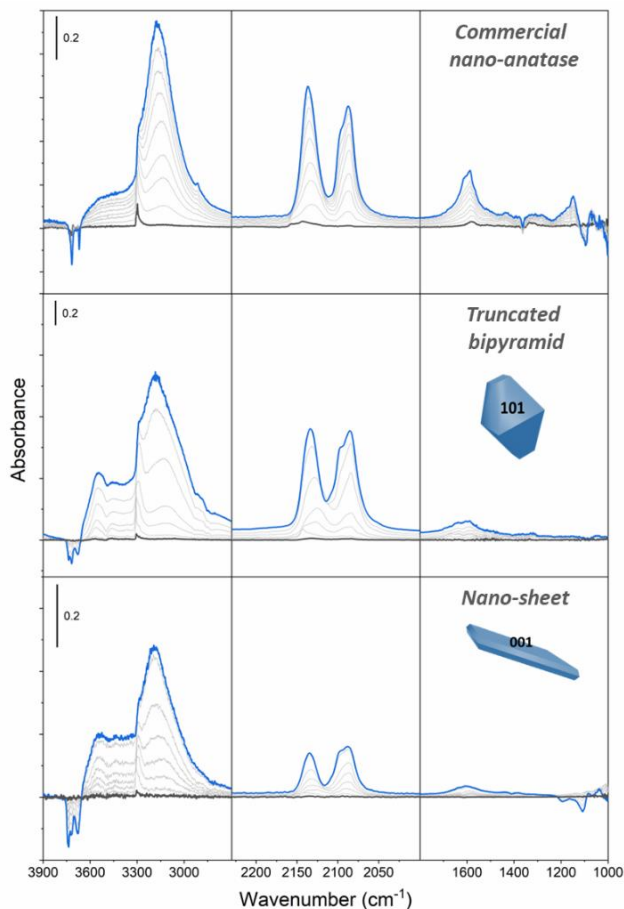 0.2
Commercial
nano-anatase
0.2
Truncated
bipyramid
101
Absorbance
0.2
Nano-sheet
001
3900 3600 3300 3000 2200 2150 2100 2050 1600 1400 1200 1000
Wavenumber (cm⁻¹)